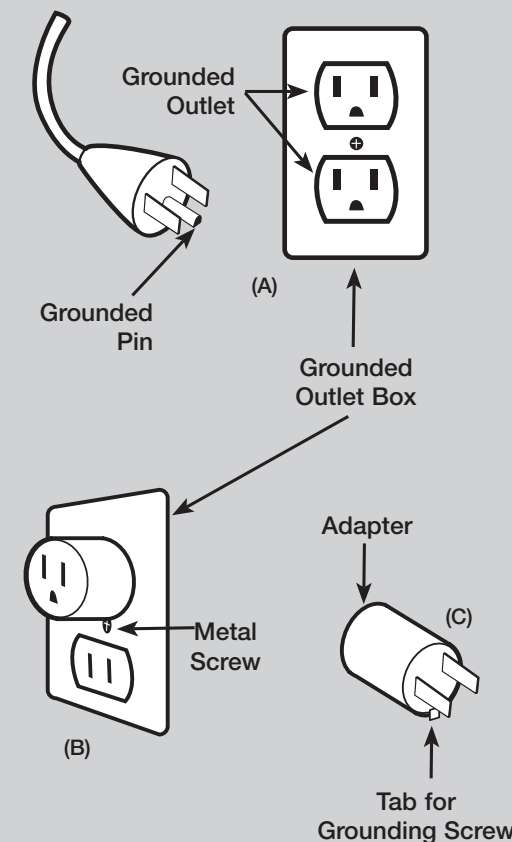 Grounded
Outlet
Grounded
Pin
(A)
Grounded
Outlet Box
Adapter
(C)
Metal
Screw
(B)
Tab for
Grounding Screw